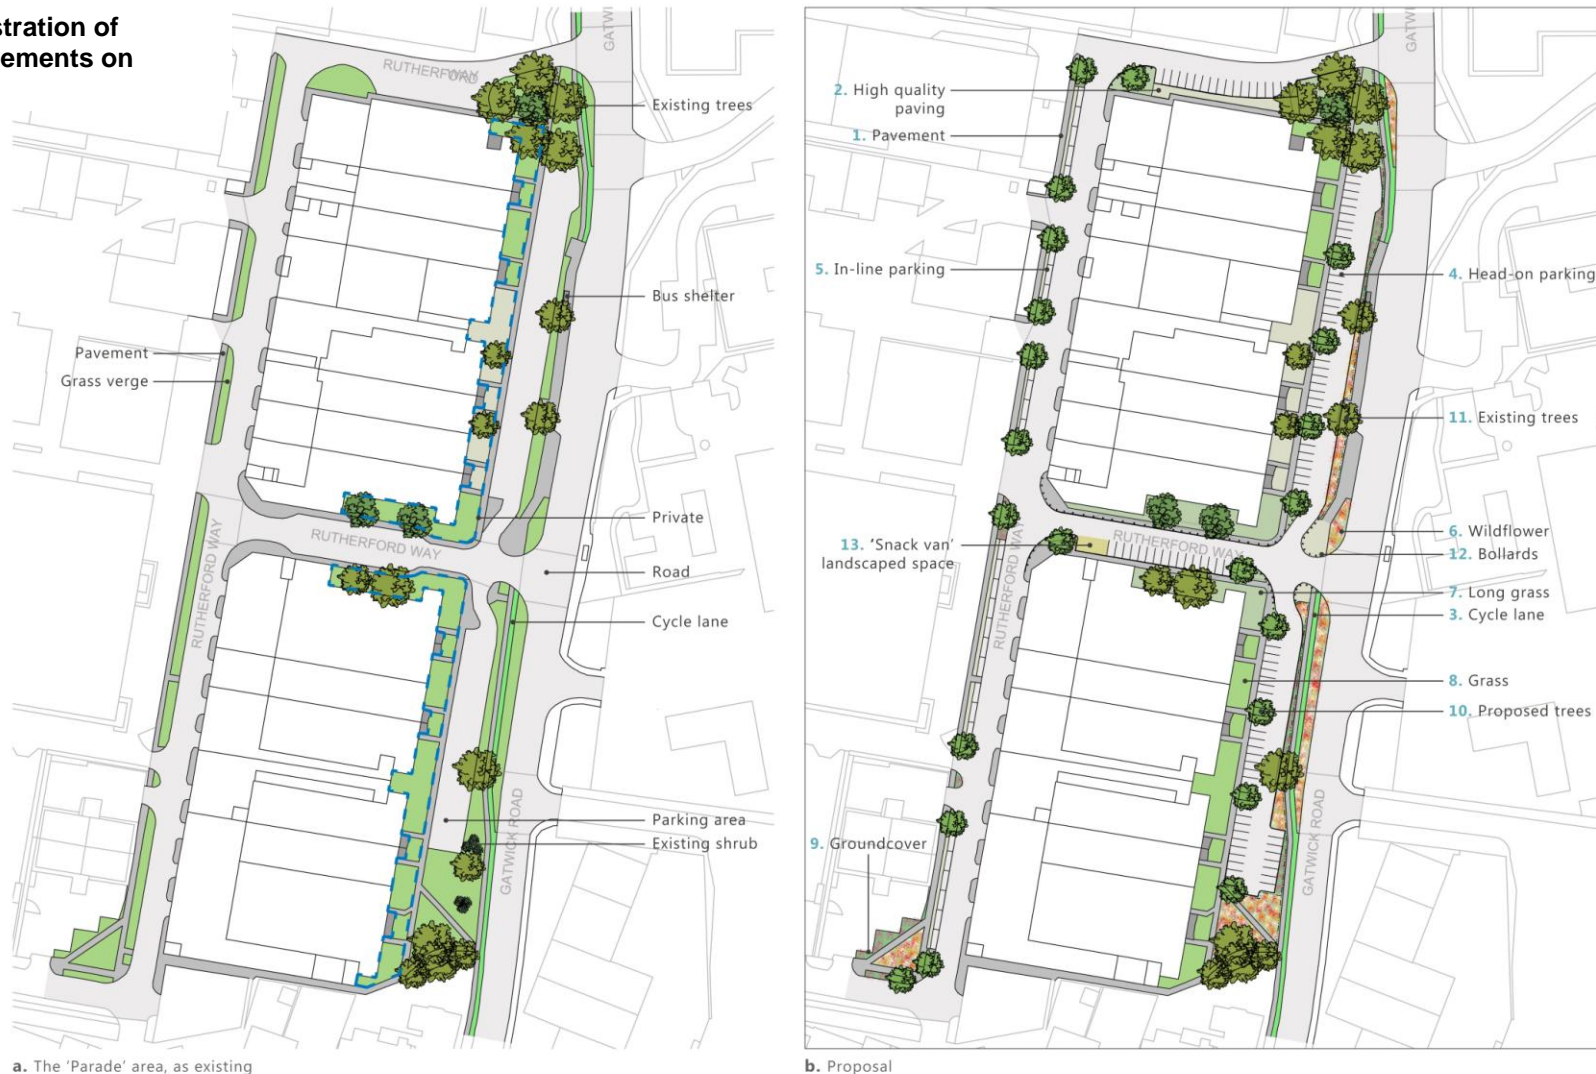 stration of
ements on
RUTHERFORD WAY
GATWICK
Existing trees
Bus shelter
Pavement
Grass verge
Private
RUTHERFORD WAY
RUTHERFORD WAY
Road
Cycle lane
Parking area
Existing shrub
GATWICK ROAD
a. The 'Parade' area, as existing
GATWICK
2. High quality
paving
1. Pavement
5. In-line parking
4. Head-on parking
11. Existing trees
6. Wildflower
12. Bollards
13. 'Snack van'
landscaped space
RUTHERFORD WAY
RUTHERFORD WAY
7. Long grass
3. Cycle lane
8. Grass
10. Proposed trees
9. Groundcover
GATWICK ROAD
b. Proposal